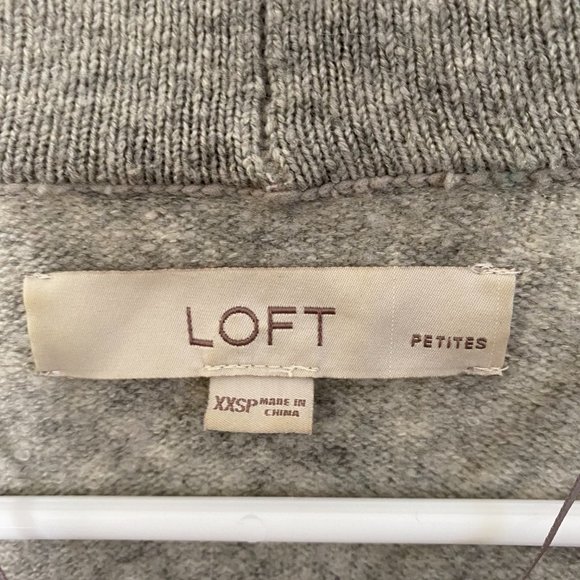 LOFT
PETITES
XXSP MADE IN
CHINA